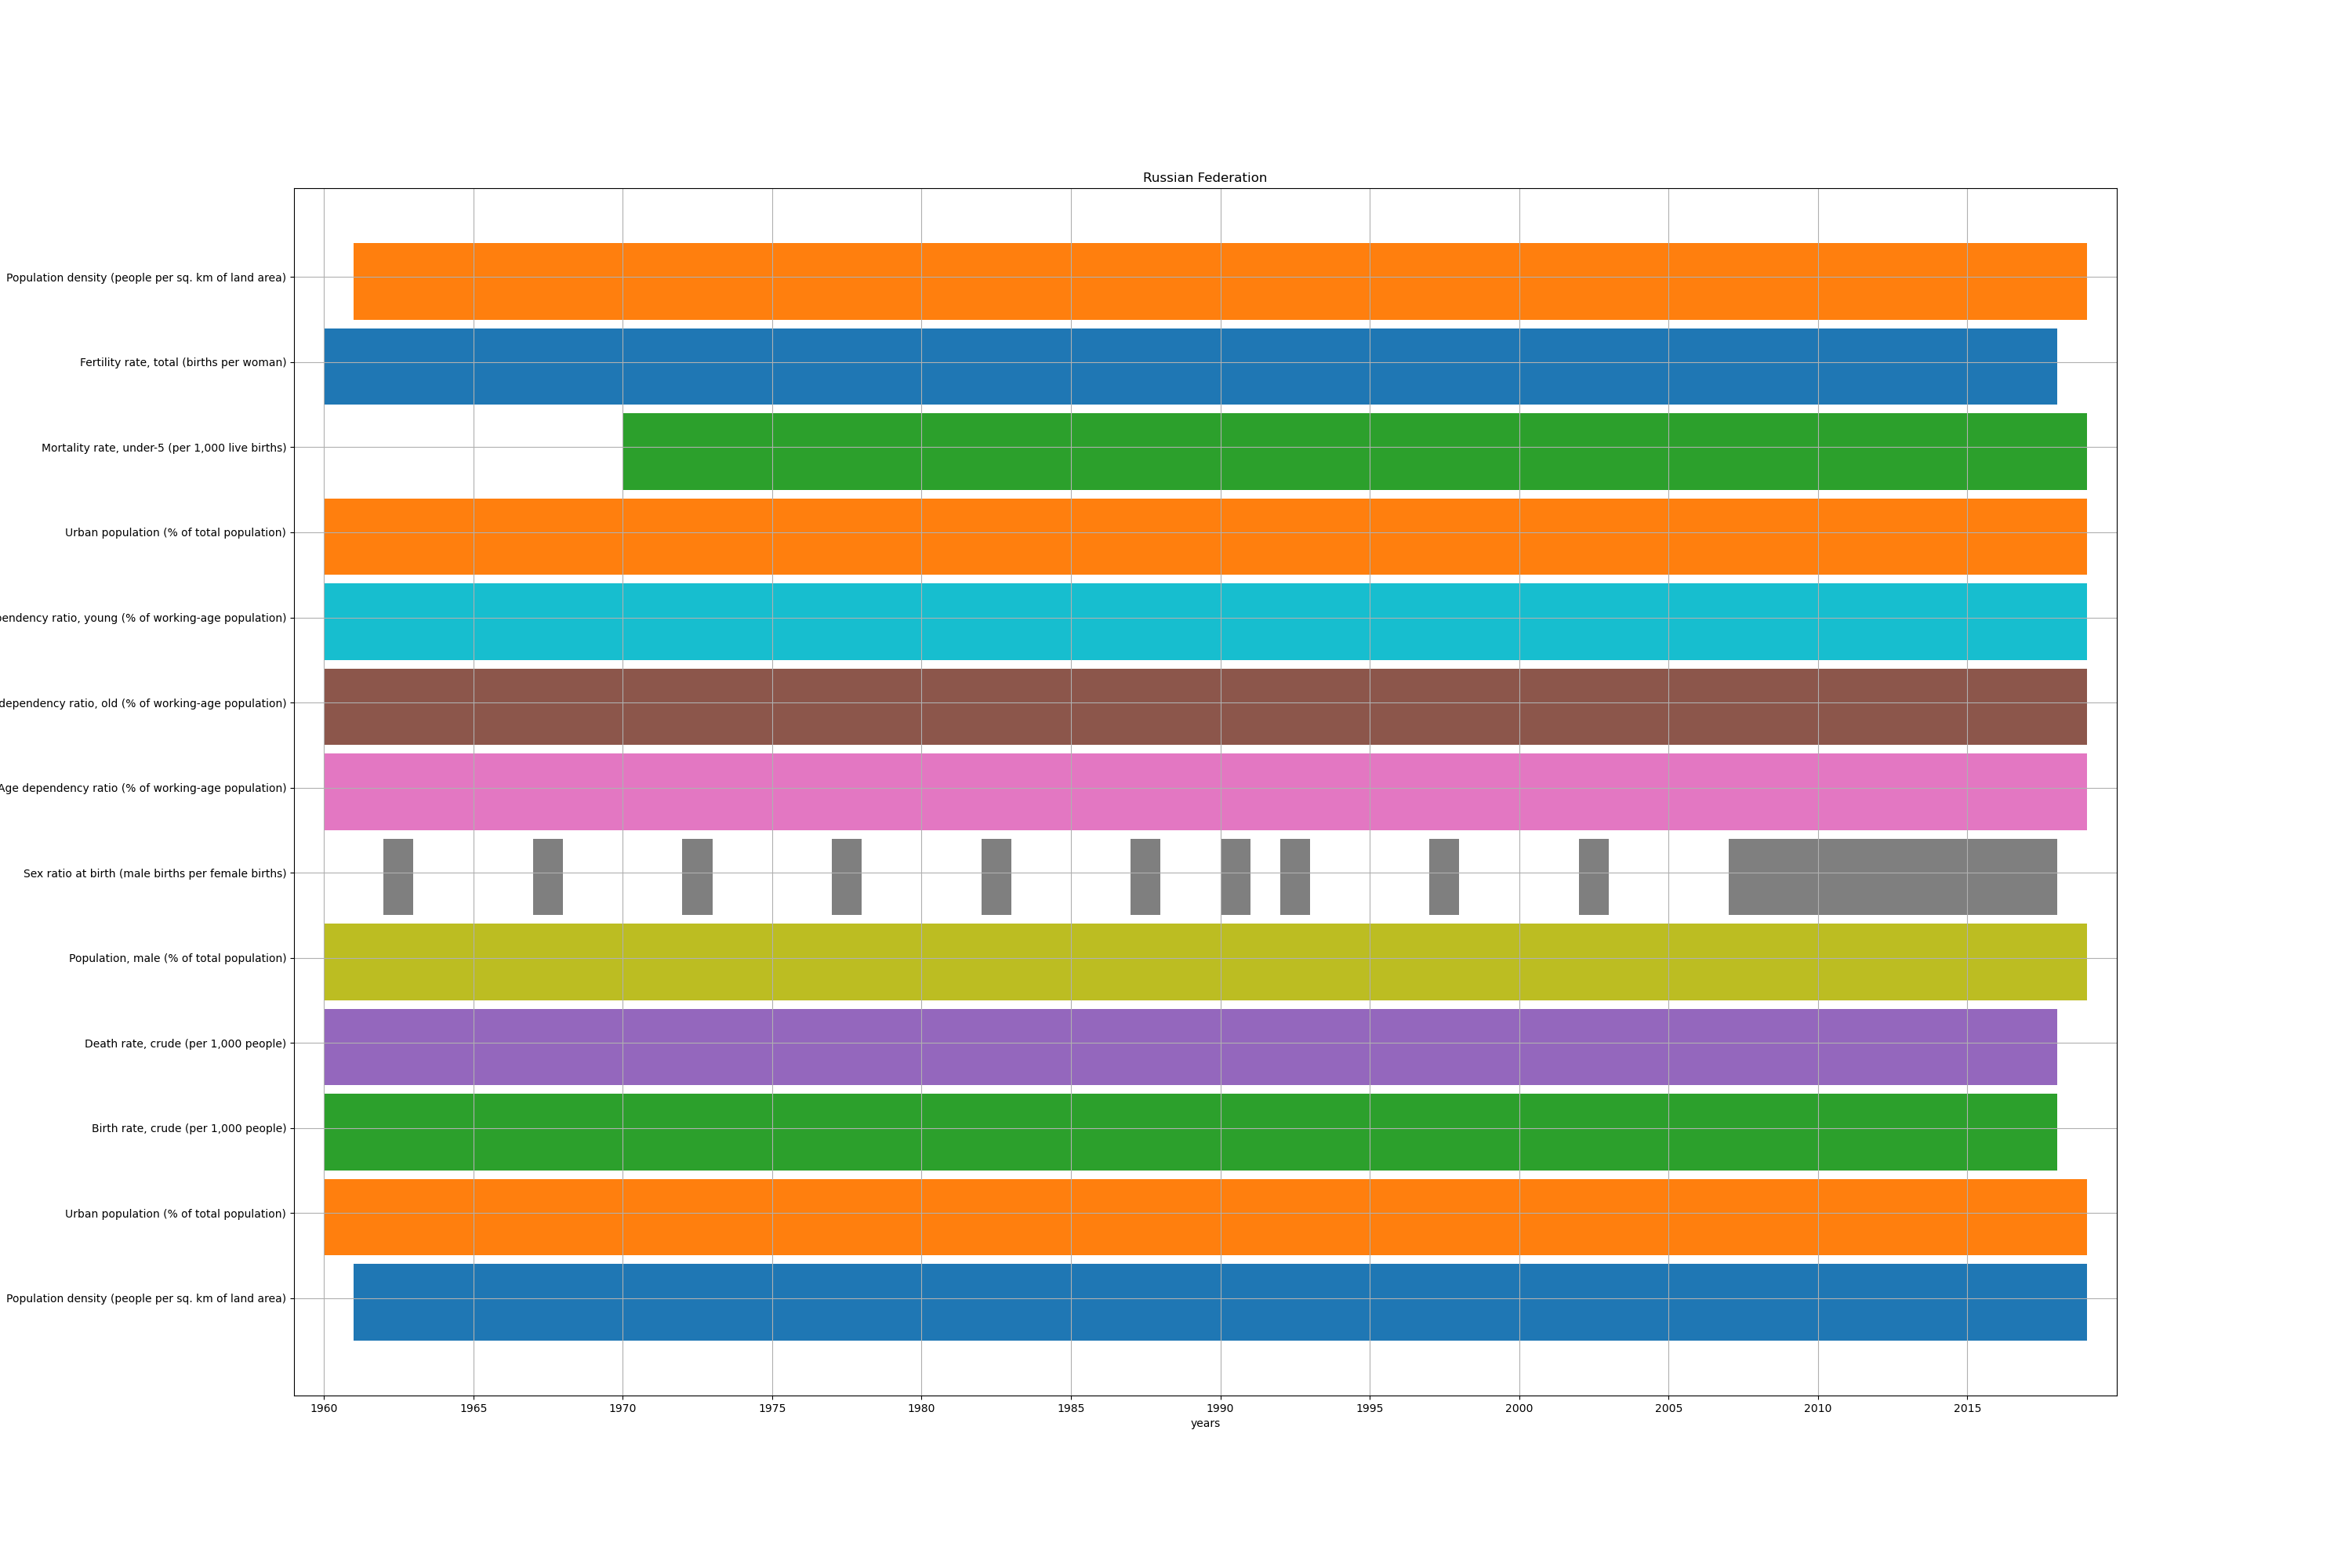 Russian Federation
Population density (people per sq. km of land area)
Fertility rate, total (births per woman)
Mortality rate, under-5 (per 1,000 live births)
Urban population (% of total population)
ratio, young (% of working-age population)
dependency ratio, old (% of working-age population)
Age dependency ratio (% of working-age population)
Sex ratio at birth (male births per female births)
Population, male (% of total population)
Death rate, crude (per 1,000 people)
Birth rate, crude (per 1,000 people)
Urban population (% of total population)
Population density (people per sq. km of land area)
1960 1965 1970 1975 1980 1985 1990 1995 2000 2005 2010 2015
years